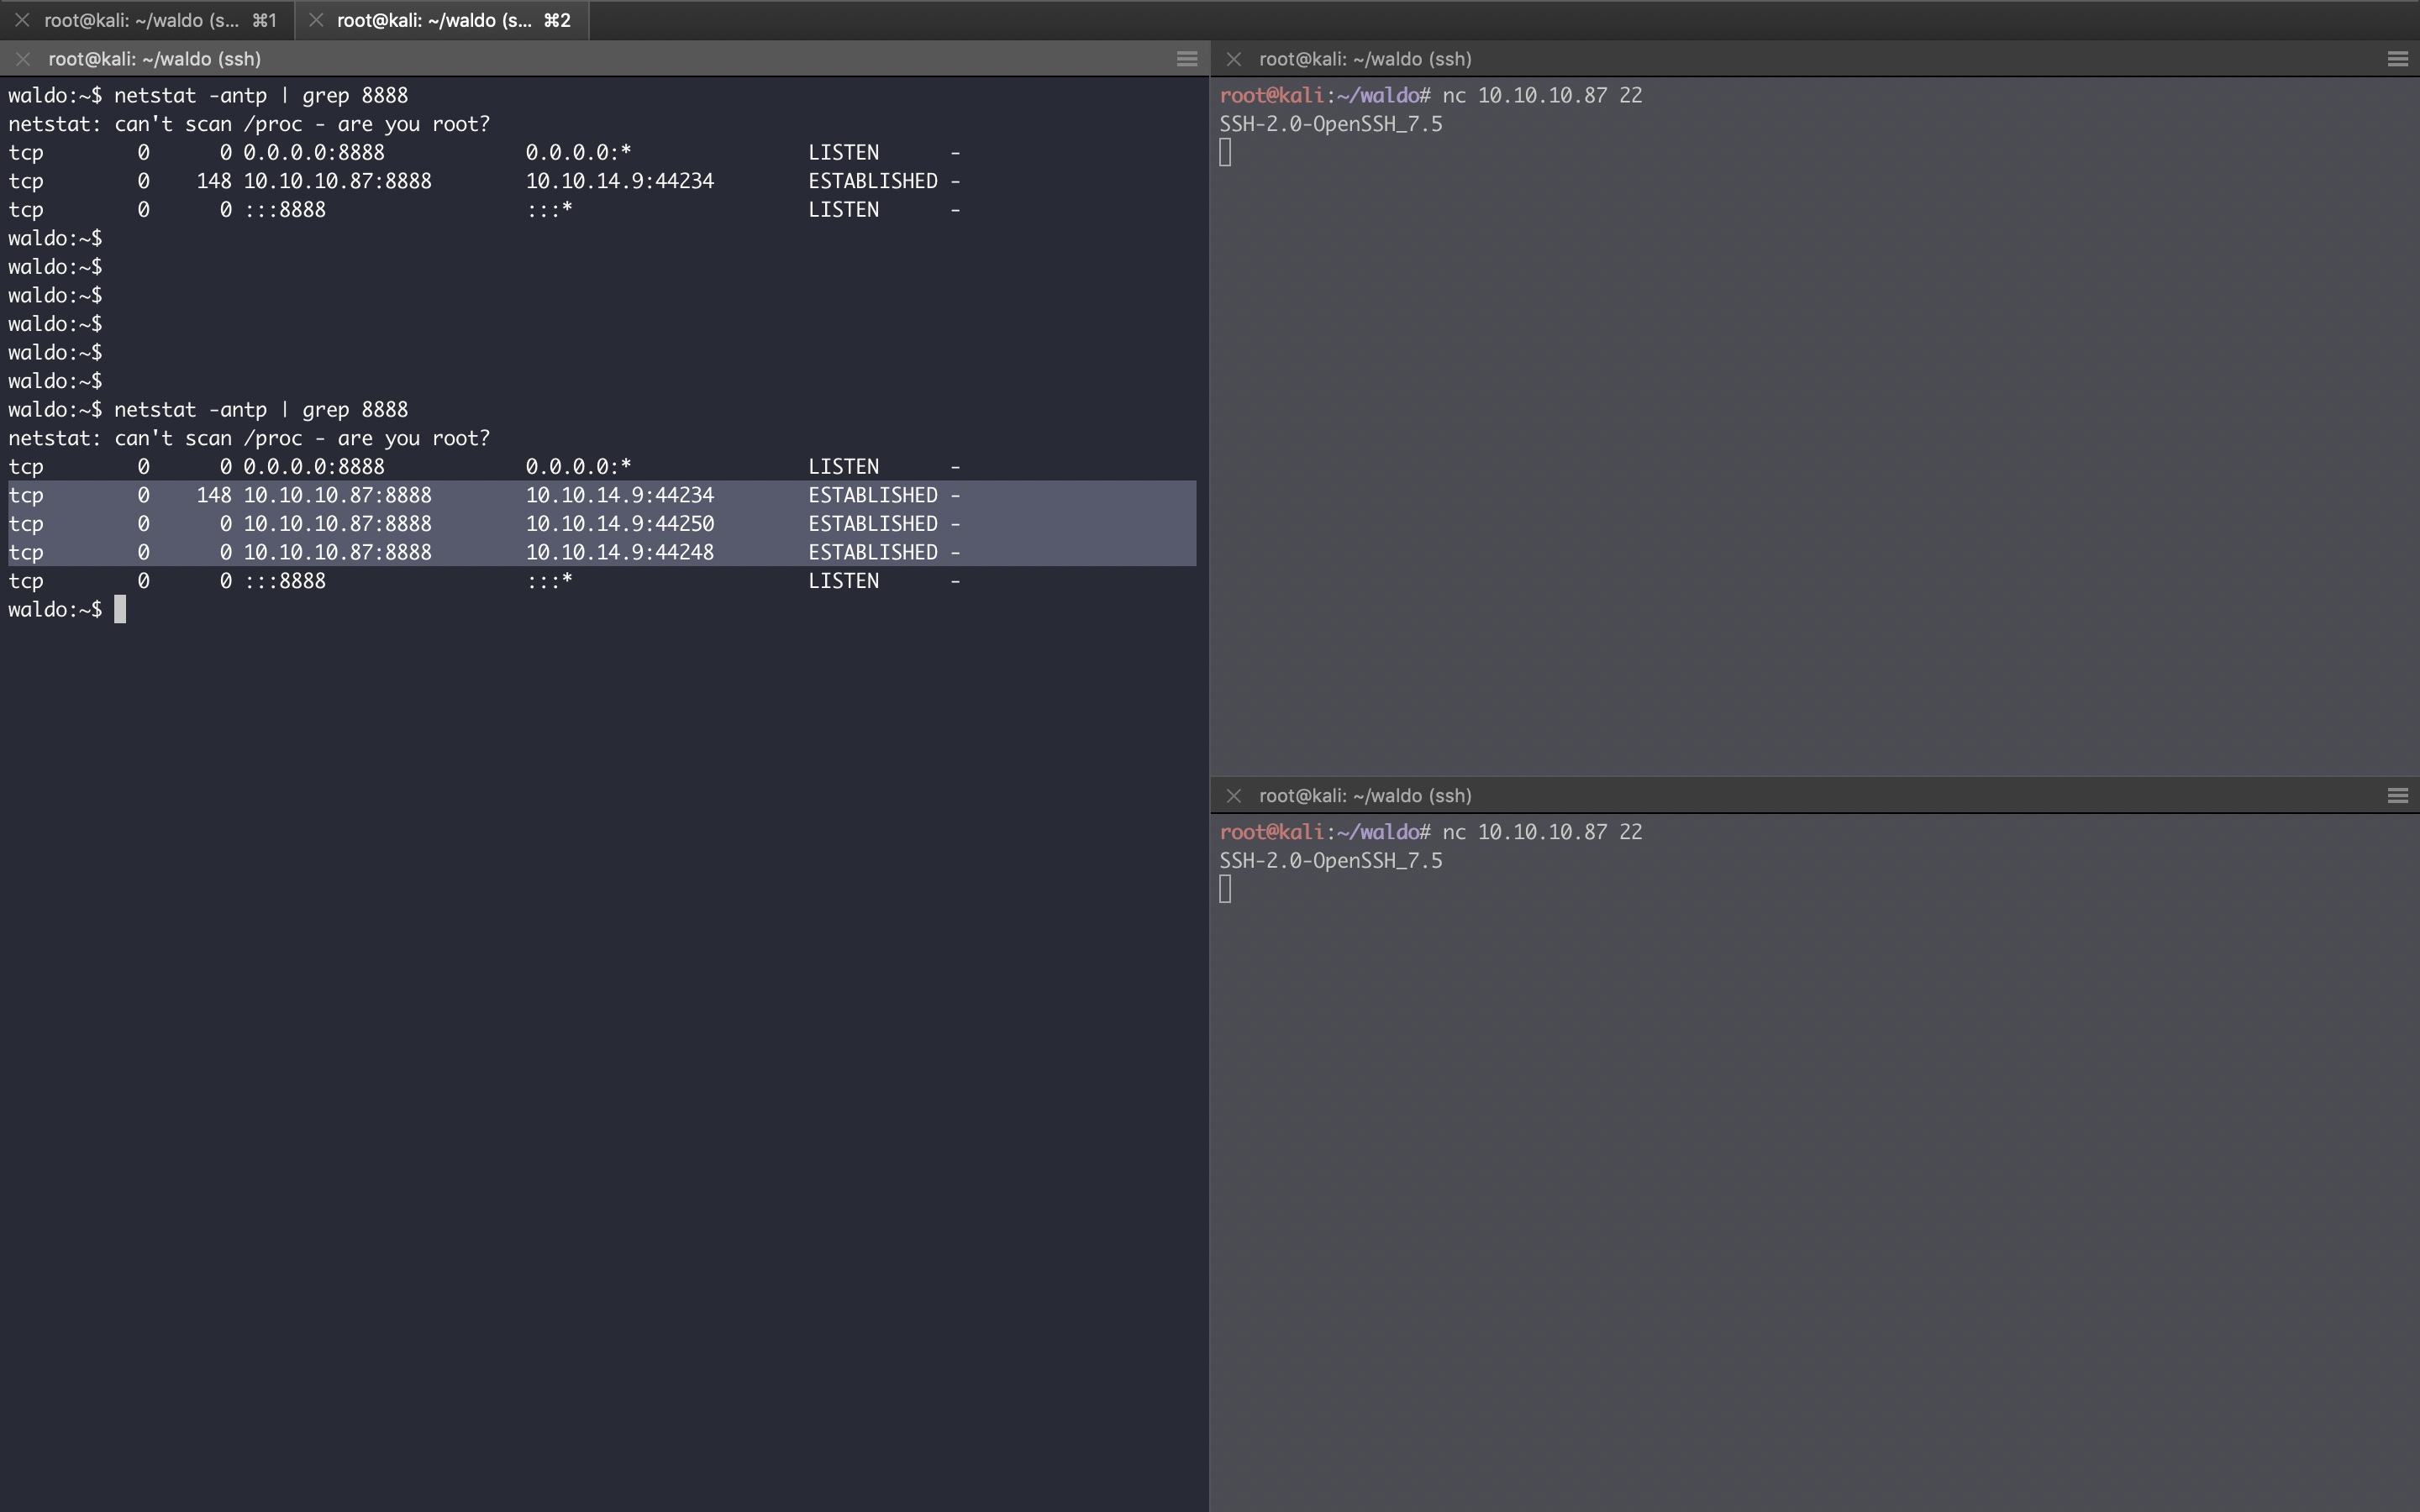 root@kali: ~/waldo (s... ⌘1
root@kali: ~/waldo (s... ⌘2
root@kali: ~/waldo (ssh)
waldo:~$ netstat -antp | grep 8888
netstat: can't scan /proc - are you root?
tcp        0      0 0.0.0.0:8888            0.0.0.0:*               LISTEN      -
tcp        0    148 10.10.10.87:8888        10.10.14.9:44234        ESTABLISHED -
tcp        0      0 :::8888                 :::*                    LISTEN      -
waldo:~$
waldo:~$
waldo:~$
waldo:~$
waldo:~$
waldo:~$
waldo:~$ netstat -antp | grep 8888
netstat: can't scan /proc - are you root?
tcp        0      0 0.0.0.0:8888            0.0.0.0:*               LISTEN      -
tcp        0    148 10.10.10.87:8888        10.10.14.9:44234        ESTABLISHED -
tcp        0      0 10.10.10.87:8888        10.10.14.9:44250        ESTABLISHED -
tcp        0      0 10.10.10.87:8888        10.10.14.9:44248        ESTABLISHED -
tcp        0      0 :::8888                 :::*                    LISTEN      -
waldo:~$
root@kali: ~/waldo (ssh)
root@kali:~/waldo# nc 10.10.10.87 22
SSH-2.0-OpenSSH_7.5
root@kali: ~/waldo (ssh)
root@kali:~/waldo# nc 10.10.10.87 22
SSH-2.0-OpenSSH_7.5